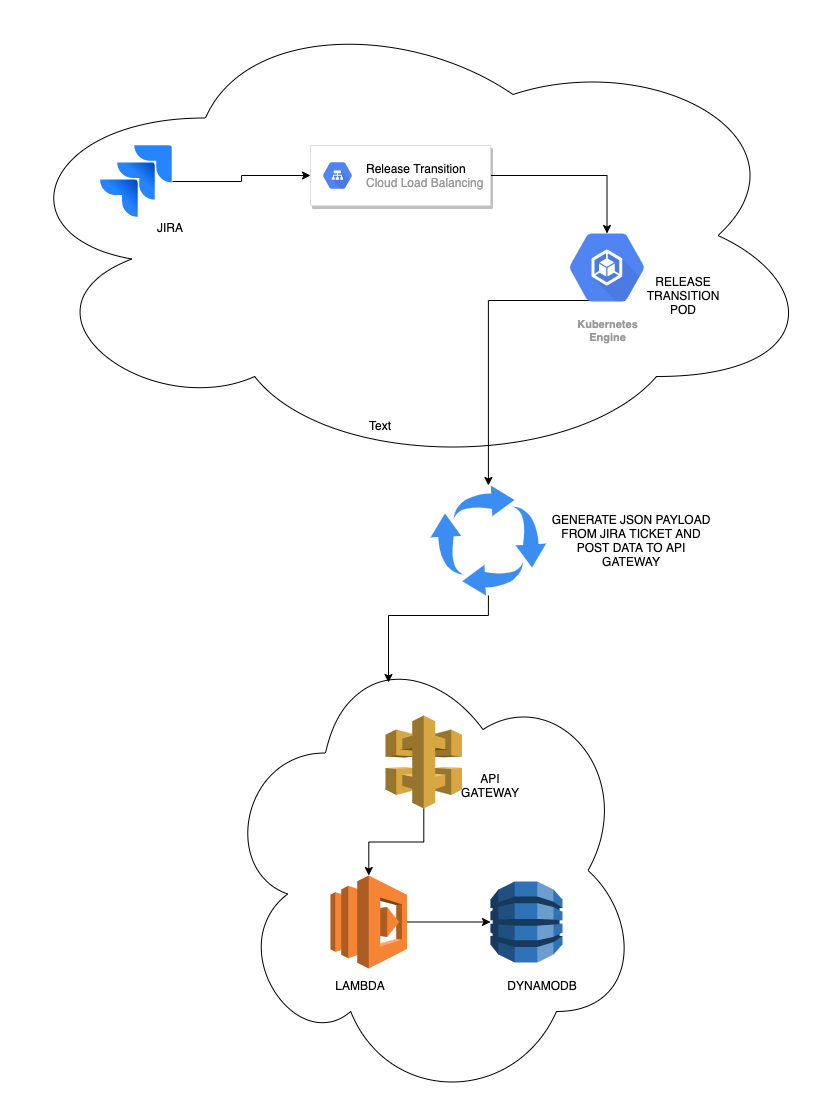 JIRA
Release Transition
Cloud Load Balancing
RELEASE
TRANSITION
POD
Kubernetes
Engine
Text
GENERATE JSON PAYLOAD
FROM JIRA TICKET AND
POST DATA TO API
GATEWAY
API
GATEWAY
LAMBDA
DYNAMODB